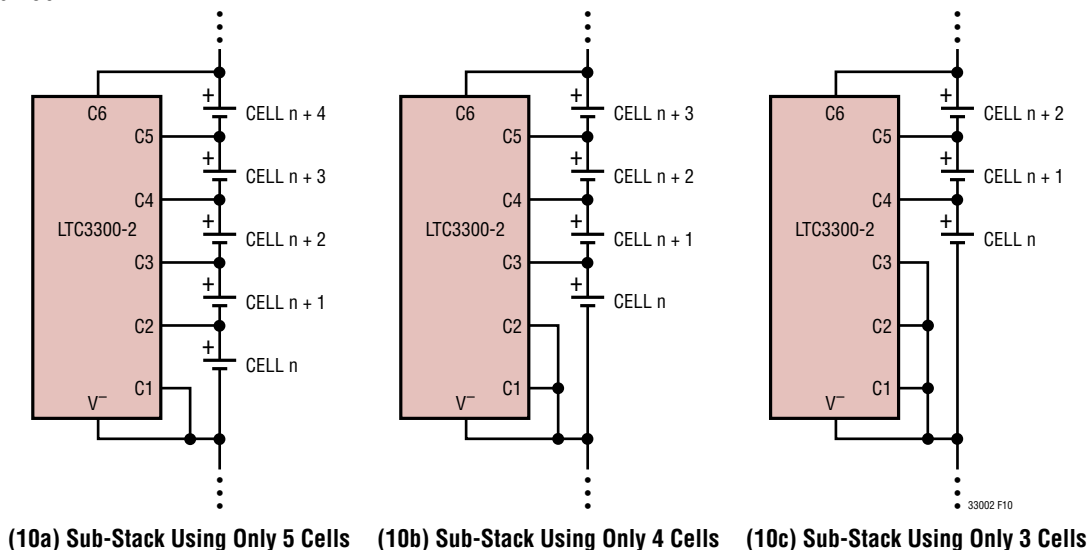 C6
C5
C4
LTC3300-2
C3
C2
C1
V–
+
CELL n + 4
+
CELL n + 3
+
CELL n + 2
+
CELL n + 1
+
CELL n
C6
C5
C4
LTC3300-2
C3
C2
C1
V–
+
CELL n + 3
+
CELL n + 2
+
CELL n + 1
+
CELL n
C6
C5
C4
LTC3300-2
C3
C2
C1
V–
+
CELL n + 2
+
CELL n + 1
+
CELL n
33002 F10
(10a) Sub-Stack Using Only 5 Cells
(10b) Sub-Stack Using Only 4 Cells
(10c) Sub-Stack Using Only 3 Cells